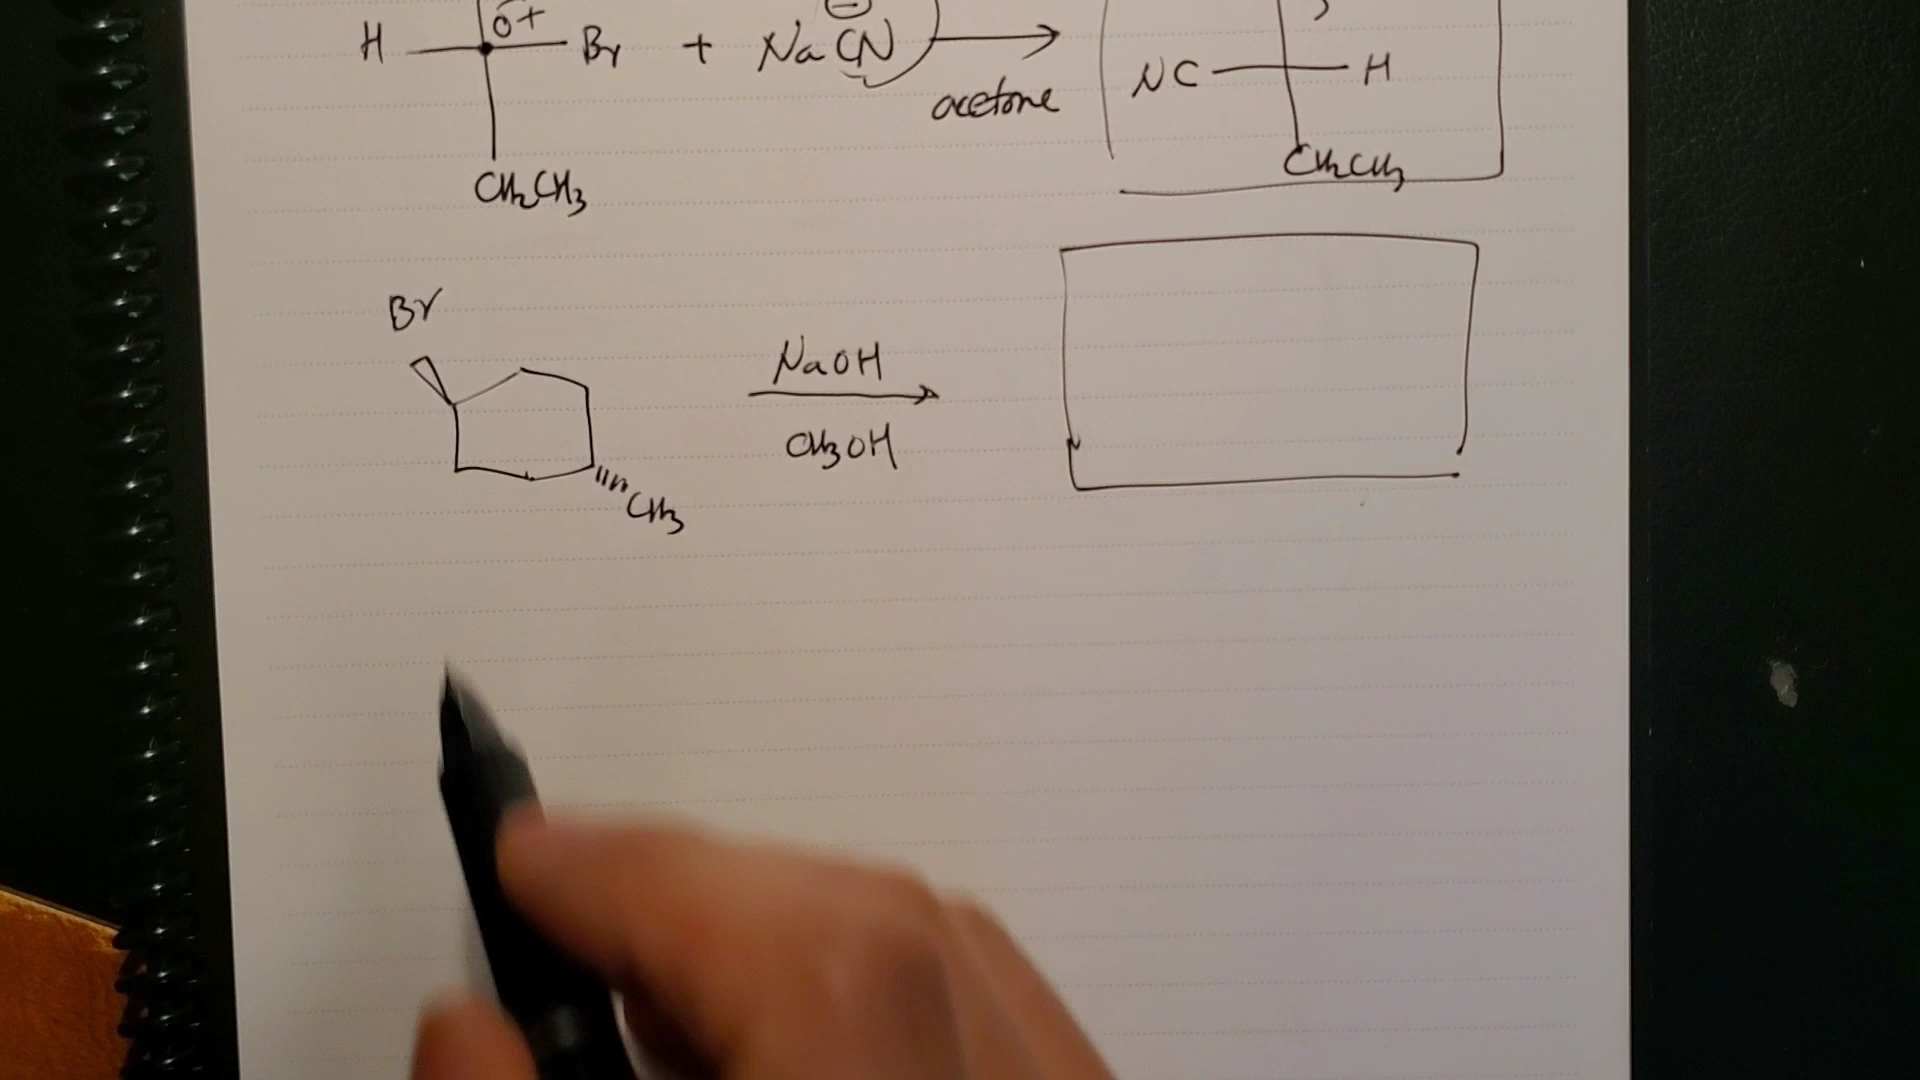 δ+
H Br + NaCN
⊖
acetone
NC H
CH2CH3
CH2CH3
Br
NaOH
CH3OH
CH3